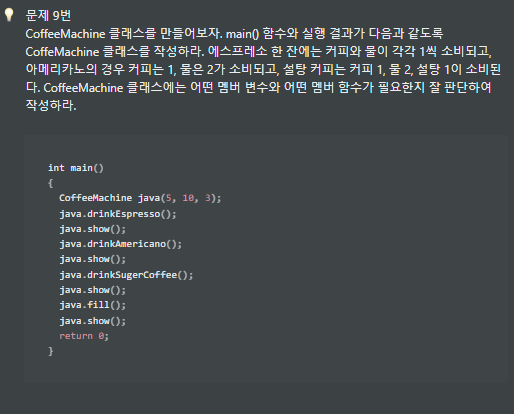 문제 9번
CoffeeMachine 클래스를 만들어보자. main() 함수와 실행 결과가 다음과 같도록
CoffeMachine 클래스를 작성하라. 에스프레소 한 잔에는 커피와 물이 각각 1씩 소비되고,
아메리카노의 경우 커피는 1, 물은 2가 소비되고, 설탕 커피는 커피 1, 물 2, 설탕 1이 소비된
다. CoffeeMachine 클래스에는 어떤 멤버 변수와 어떤 멤버 함수가 필요한지 잘 판단하여
작성하라.
int main()
{
CoffeeMachine java(5, 10, 3);
java.drinkEspresso();
java.show();
java.drinkAmericano();
java.show();
java.drinkSugerCoffee();
java.show();
java.fill();
java.show();
return 0;
}